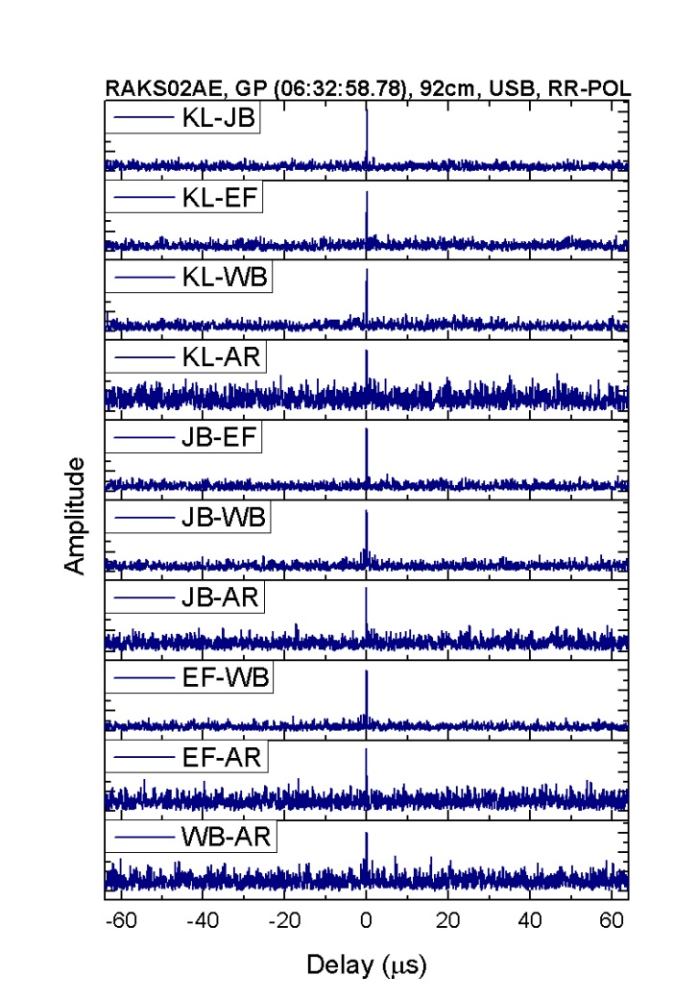 RAKS02AE, GP (06:32:58.78), 92cm, USB, RR-POL
KL-JB
KL-EF
KL-WB
KL-AR
JB-EF
JB-WB
JB-AR
EF-WB
EF-AR
WB-AR
Amplitude
-60 -40 -20 0 20 40 60
Delay (μs)